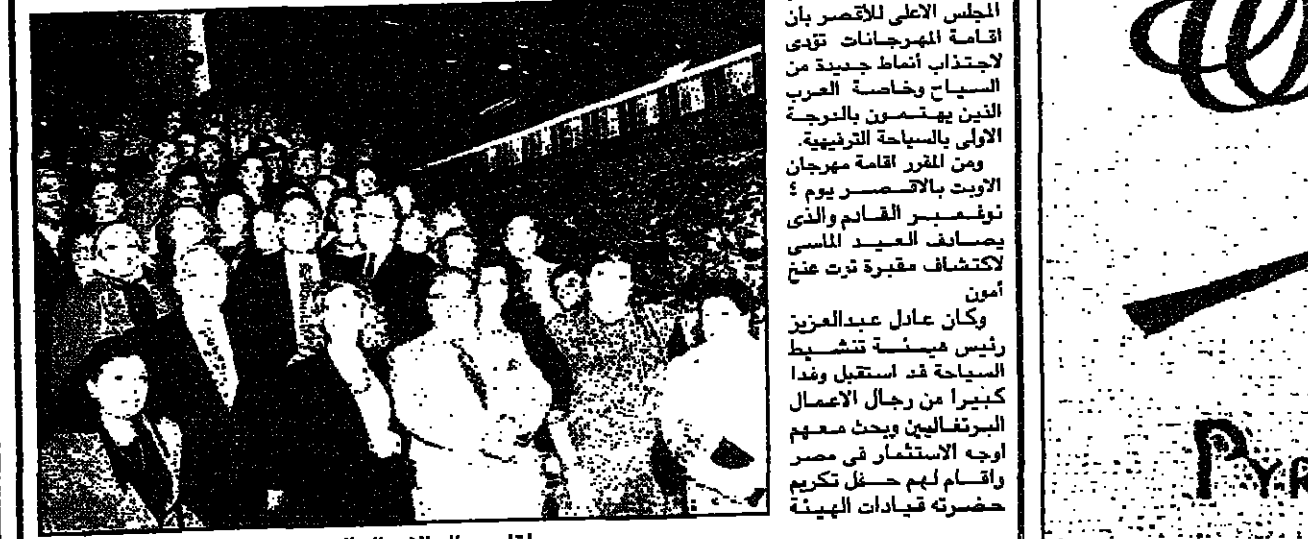 المجلس الاعلى للأقصر بان
اقامة المهرجانات تؤدى
لاجتذاب أنماط جديدة من
السياح وخاصة العرب
الذين يهتمون بالدرجة
الاولى بالسياحة الترفيهية.
ومن المقرر اقامة مهرجان
الاوبت بالاقصر يوم ٤
نوفمبر القادم والذى
يصادف العيد الماسى
لاكتشاف مقبرة توت عنخ
أمون
وكان عادل عبدالعزيز
رئيس هيئة تنشيط
السياحة قد استقبل وفدا
كبيرا من رجال الاعمال
البرتغاليين وبحث معهم
اوجه الاستثمار فى مصر
واقام لهم حفل تكريم
حضرته قيادات الهيئة
PYR